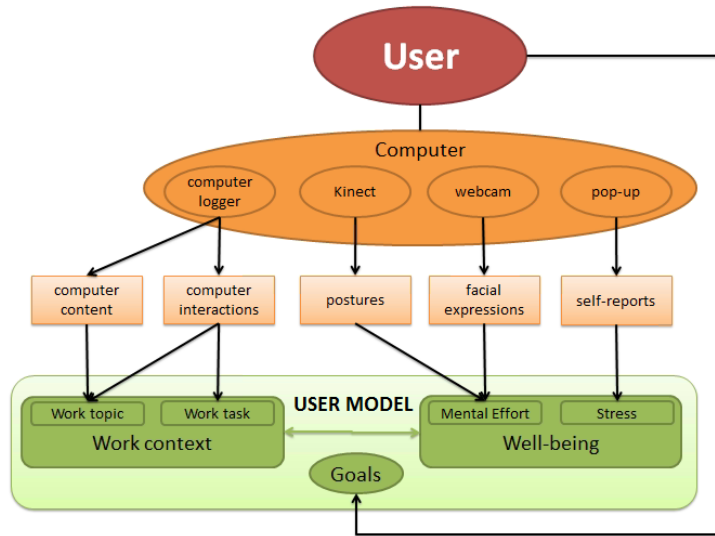 User
Computer
computer
logger
Kinect
webcam
pop-up
computer
content
computer
interactions
postures
facial
expressions
self-reports
USER MODEL
Work topic
Work task
Work context
Mental Effort
Stress
Well-being
Goals